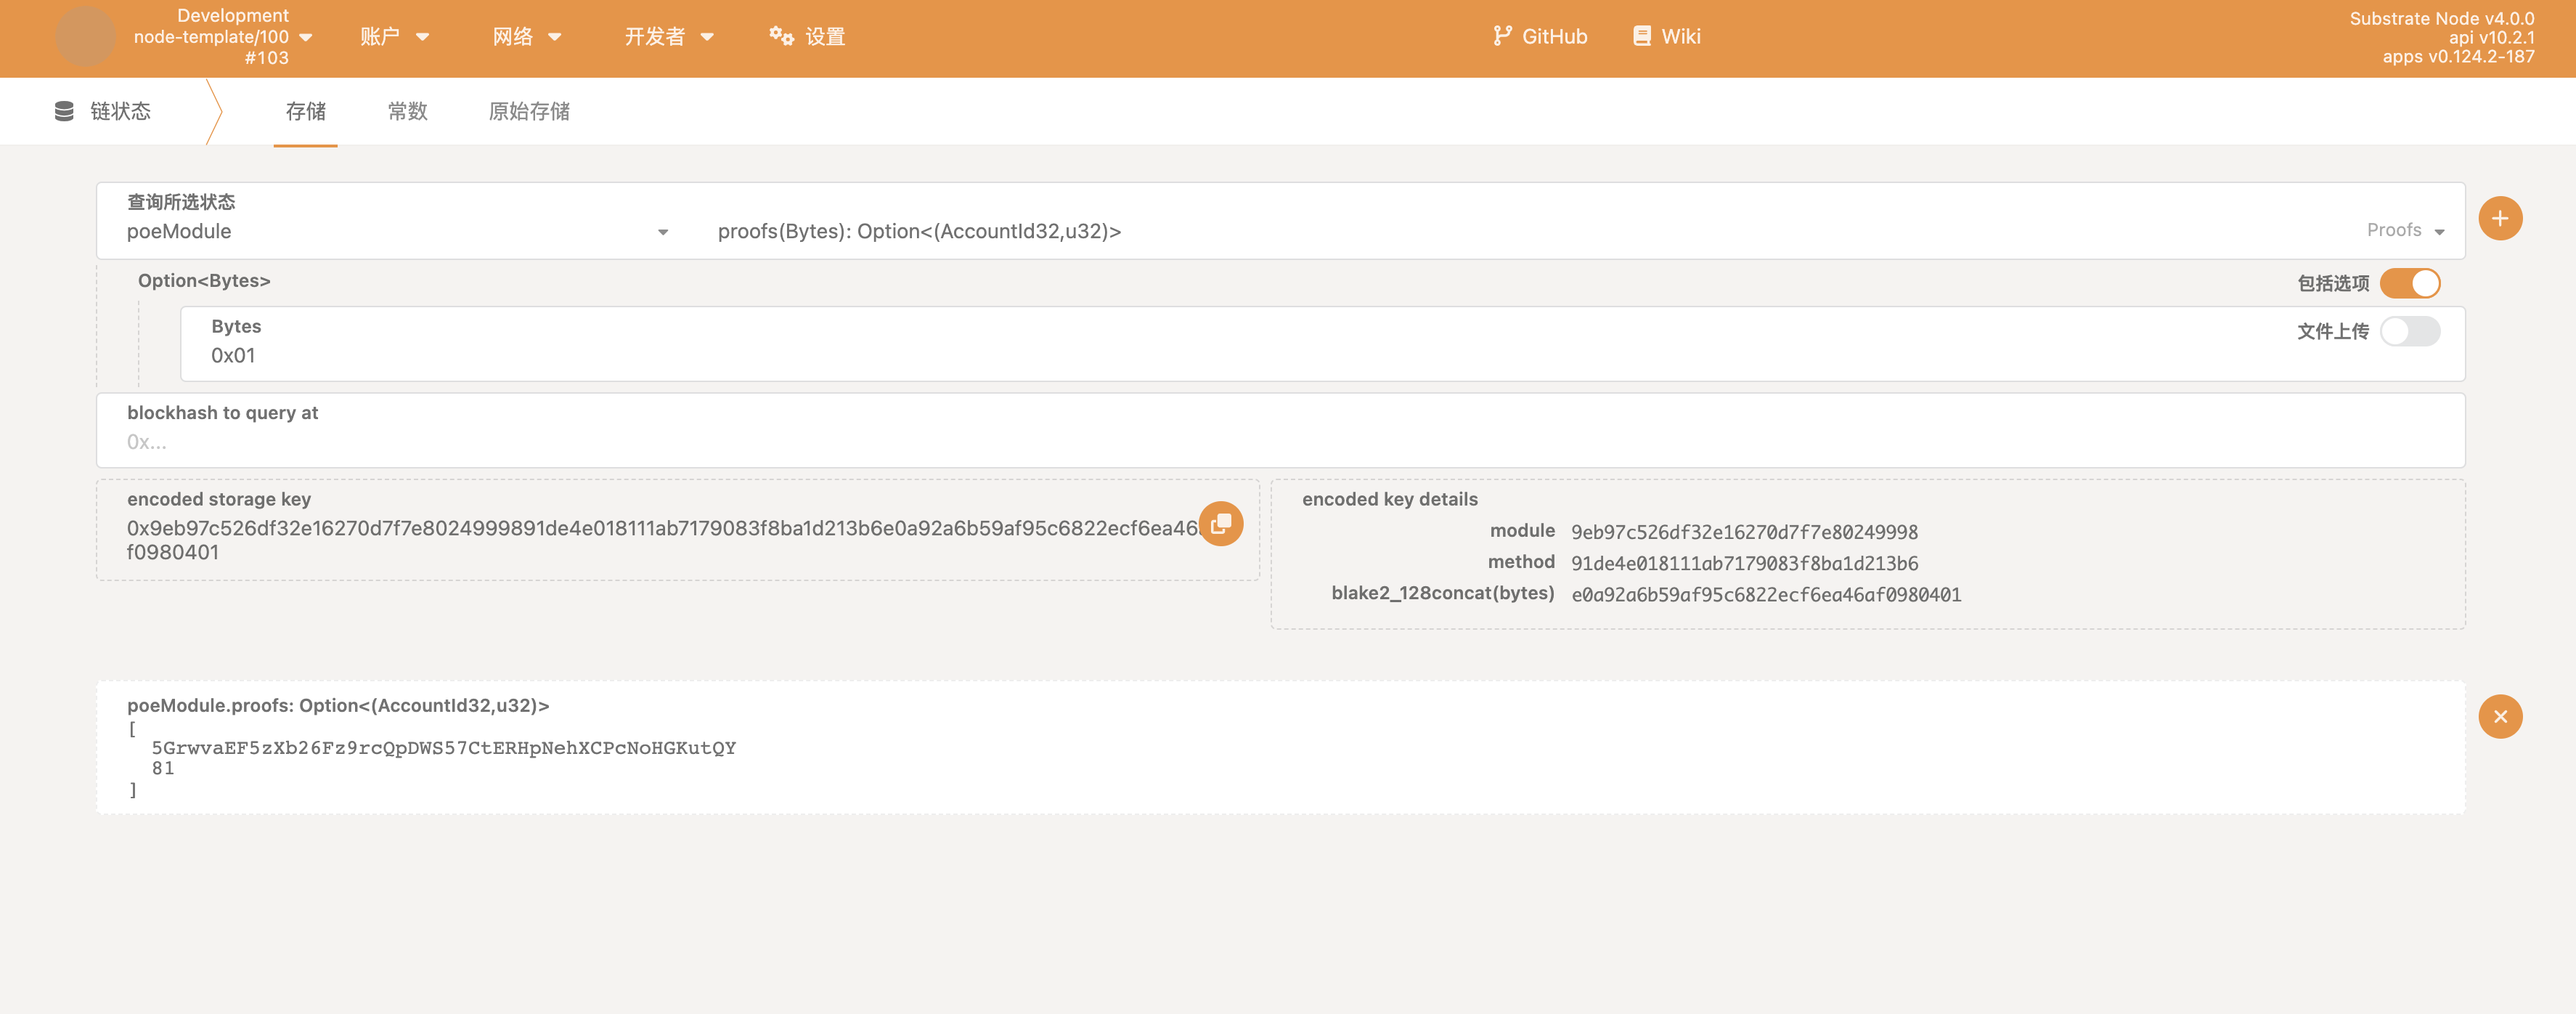 Development
node-template/100
#103
账户
网络
开发者
设置
GitHub
Wiki
Substrate Node v4.0.0
api v10.2.1
apps v0.124.2-187
链状态
存储
常数
原始存储
查询所选状态
poeModule
proofs(Bytes): Option<(AccountId32,u32)>
Proofs
Option<Bytes>
包括选项
Bytes
0x01
文件上传
blockhash to query at
0x...
encoded storage key
0x9eb97c526df32e16270d7f7e8024999891de4e018111ab7179083f8ba1d213b6e0a92a6b59af95c6822ecf6ea46
f0980401
encoded key details
module 9eb97c526df32e16270d7f7e80249998
method 91de4e018111ab7179083f8ba1d213b6
blake2_128concat(bytes) e0a92a6b59af95c6822ecf6ea46af0980401
poeModule.proofs: Option<(AccountId32,u32)>
[
5GrwvaEF5zXb26Fz9rcQpDWS57CtERHpNehXCPcNoHGKutQY
81
]